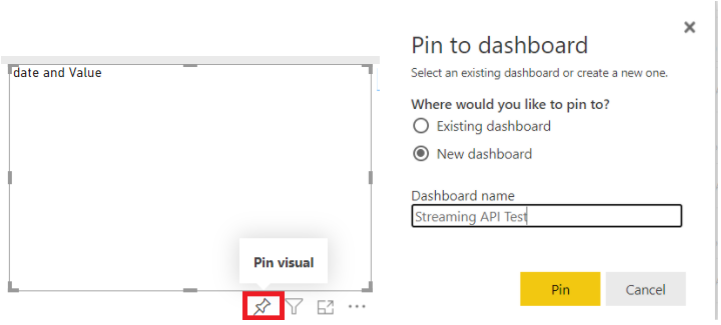 date and Value
Pin visual
Pin to dashboard
Select an existing dashboard or create a new one.
Where would you like to pin to?
Existing dashboard
New dashboard
Dashboard name
Streaming API Test
Pin
Cancel